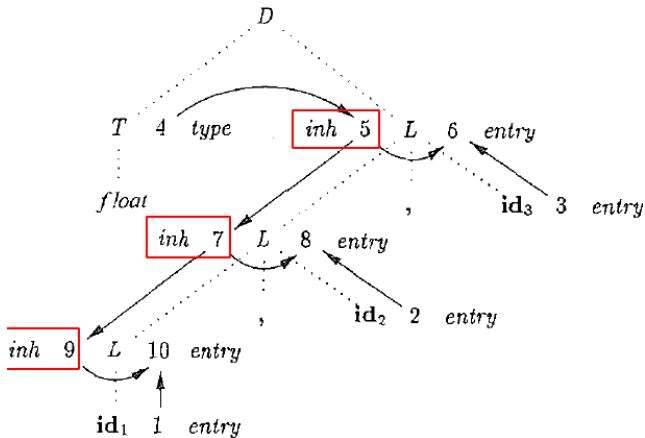 D
T 4 type inh 5 L 6 entry
float , id3 3 entry
inh 7 L 8 entry
, id2 2 entry
inh 9 L 10 entry
id1 1 entry